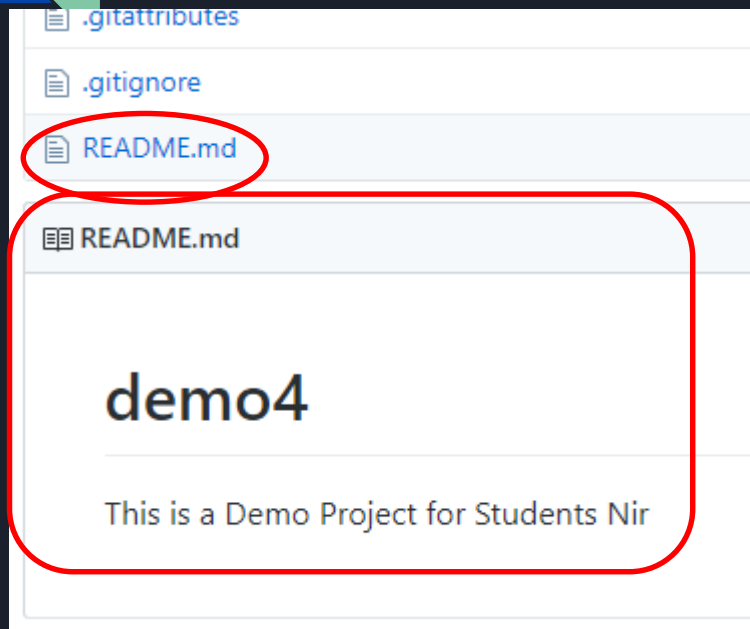 .gitattributes
.gitignore
README.md
README.md
demo4
This is a Demo Project for Students Nir